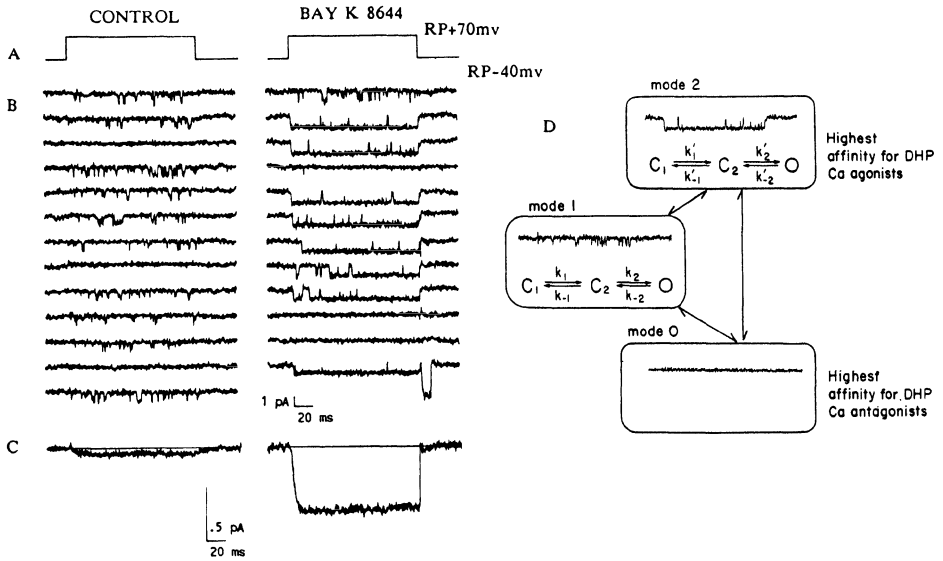 CONTROL
BAY K 8644
A
RP+70mv
RP-40mv
B
1 pA
20 ms
C
.5 pA
20 ms
D
mode 2
C₁ k'₁ k'₋₁ C₂ k'₂ k'₋₂ O
Highest
affinity for DHP
Ca agonists
mode 1
C₁ k₁ k₋₁ C₂ k₂ k₋₂ O
mode 0
Highest
affinity for DHP
Ca antagonists